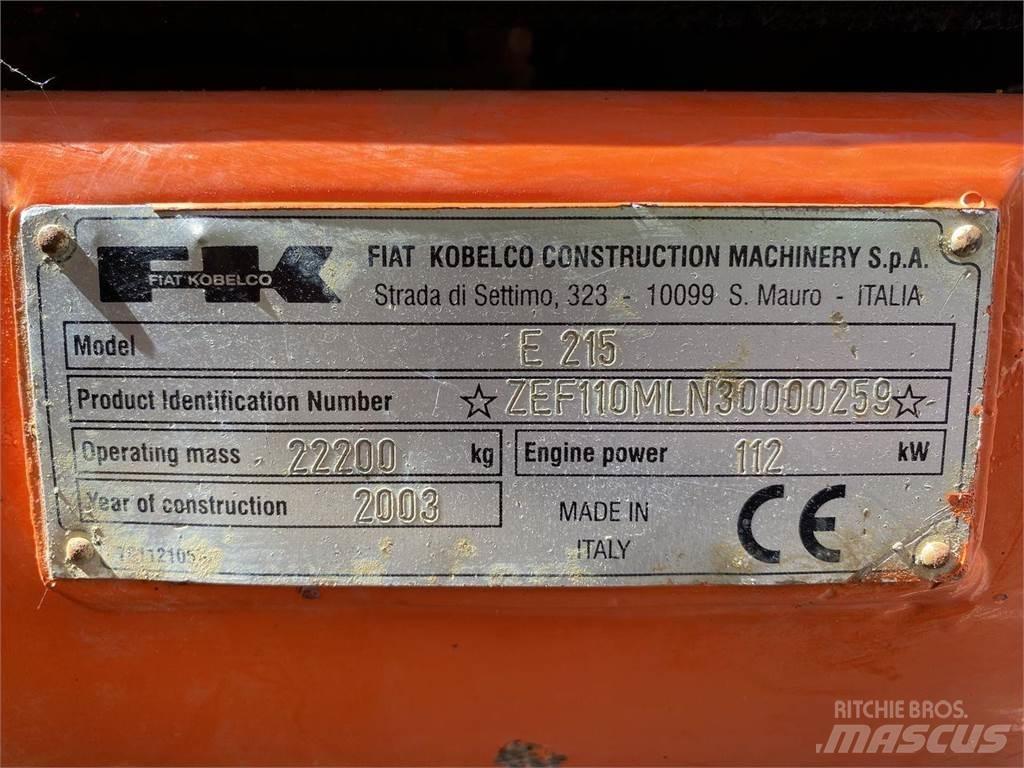 FK
FIAT KOBELCO
FIAT KOBELCO CONSTRUCTION MACHINERY S.p.A.
Strada di Settimo, 323 - 10099 S. Mauro - ITALIA
Model E 215
Product Identification Number ☆ ZEF110MLN30000259 ☆
Operating mass 22200 kg Engine power 112 kW
Year of construction 2003
MADE IN
ITALY
CE
RITCHIE BROS.
MASCUS